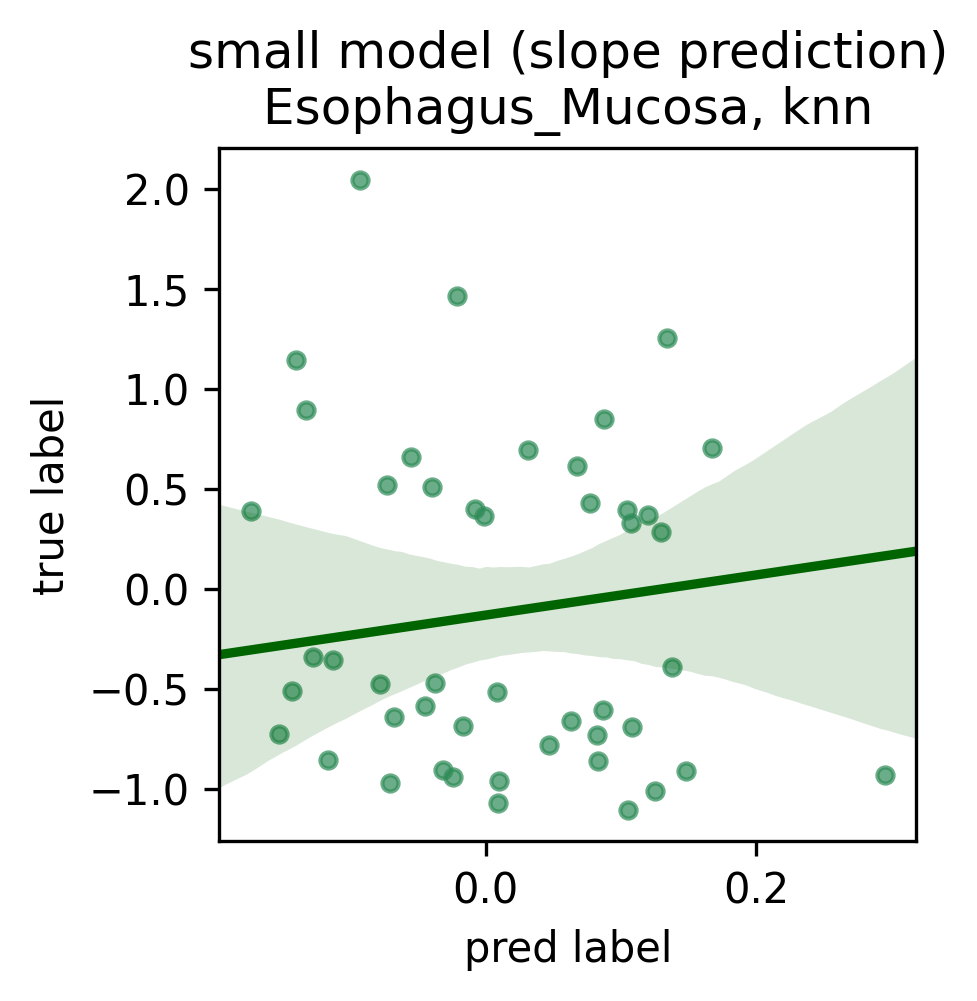 small model (slope prediction)
Esophagus_Mucosa, knn
2.0
1.5
1.0
0.5
0.0
−0.5
−1.0
true label
0.0
0.2
pred label